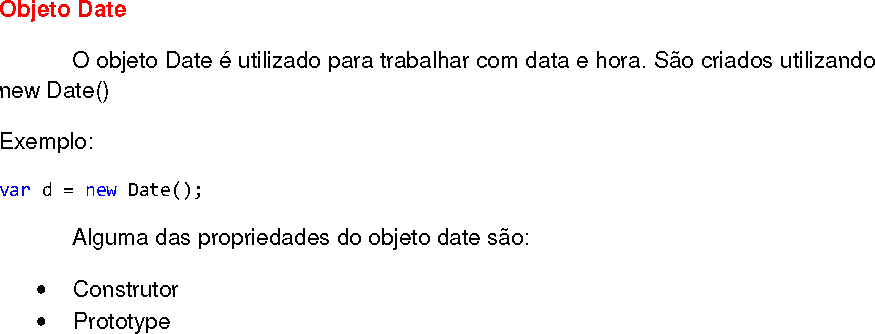 Objeto Date
O objeto Date é utilizado para trabalhar com data e hora. São criados utilizando
new Date()
Exemplo:
var d = new Date();
Alguma das propriedades do objeto date são:
• Construtor
• Prototype